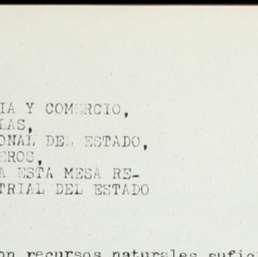 IA Y COMERCIO,
IAS,
ONAL DEL ESTADO,
EROS,
A ESTA MESA RE-
TRIAL DEL ESTADO
on recursos naturales sufic